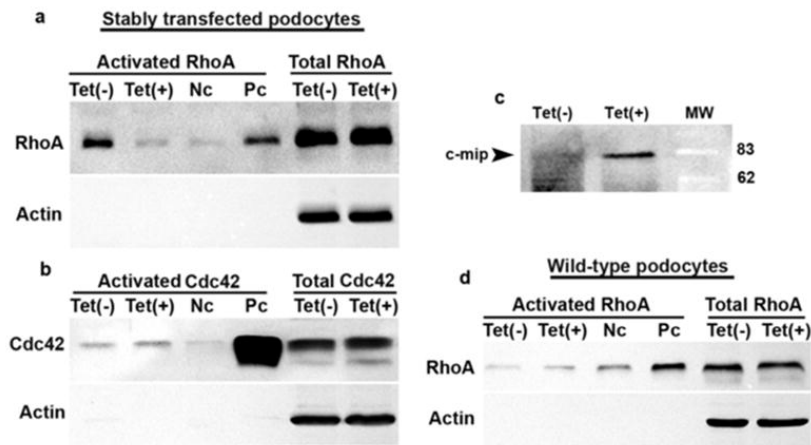 a
Stably transfected podocytes
Activated RhoA Total RhoA
Tet(-) Tet(+) Nc Pc Tet(-) Tet(+)
RhoA
Actin
b
Activated Cdc42 Total Cdc42
Tet(-) Tet(+) Nc Pc Tet(-) Tet(+)
Cdc42
Actin
c
Tet(-) Tet(+) MW
c-mip 83
62
d
Wild-type podocytes
Activated RhoA Total RhoA
Tet(-) Tet(+) Nc Pc Tet(-) Tet(+)
RhoA
Actin